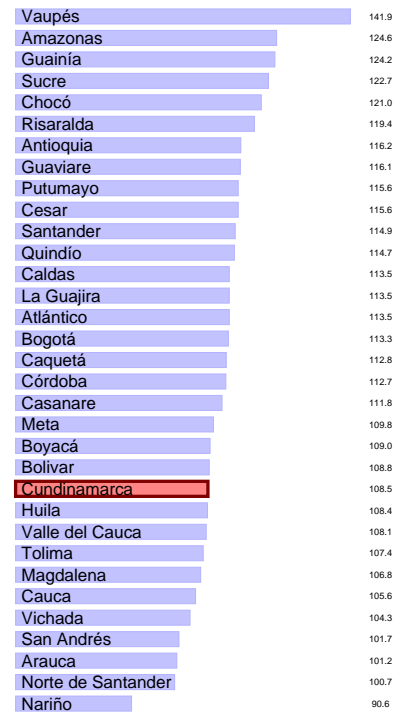 Vaupés 141.9
Amazonas 124.6
Guainía 124.2
Sucre 122.7
Chocó 121.0
Risaralda 119.4
Antioquia 116.2
Guaviare 116.1
Putumayo 115.6
Cesar 115.6
Santander 114.9
Quindío 114.7
Caldas 113.5
La Guajira 113.5
Atlántico 113.5
Bogotá 113.3
Caquetá 112.8
Córdoba 112.7
Casanare 111.8
Meta 109.8
Boyacá 109.0
Bolivar 108.8
Cundinamarca 108.5
Huila 108.4
Valle del Cauca 108.1
Tolima 107.4
Magdalena 106.8
Cauca 105.6
Vichada 104.3
San Andrés 101.7
Arauca 101.2
Norte de Santander 100.7
Nariño 90.6